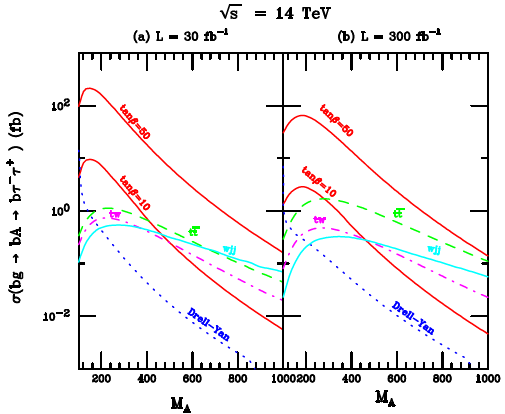 √s = 14 TeV
(a) L = 30 fb⁻¹ (b) L = 300 fb⁻¹
σ(bg → bA → bτ⁻τ⁺ ) (fb)
10²
10⁰
10⁻²
tanβ=50
tanβ=10
tw
tt̅
wjj
Drell-Yan
tanβ=50
tanβ=10
tw
tt̅
wjj
Drell-Yan
200 400 600 800 1000 200 400 600 800 1000
M_A M_A